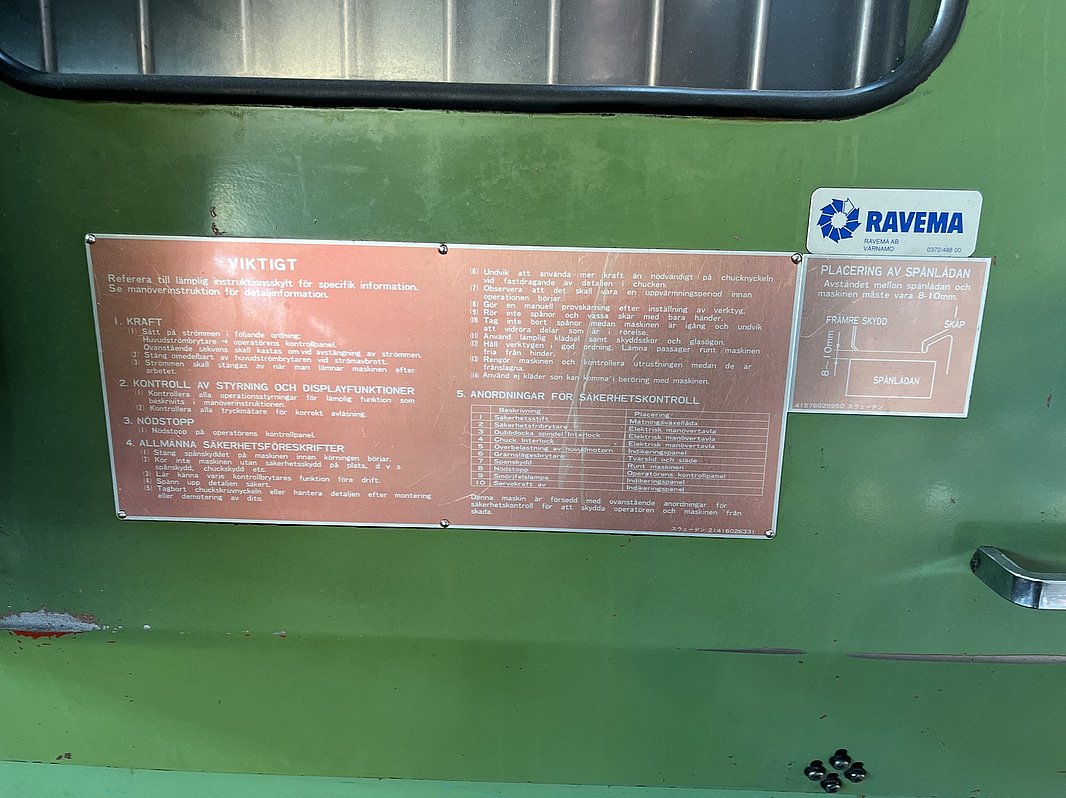 VIKTIGT
Referera till lämplig instruktionsskylt för specifik information.
Se manöverinstruktion för detaljinformation.
1. KRAFT
(1) Sätt på strömmen i följande ordning:
Huvudströmbrytare → operatörens kontrollpanel.
Ovanstående sekvens skall kastas om vid avstängning av strömmen.
(2) Stäng omedelbart av huvudströmbrytaren vid strömavbrott.
(3) Strömmen skall stängas av när man lämnar maskinen efter
arbetet.
2. KONTROLL AV STYRNING OCH DISPLAYFUNKTIONER
(1) Kontrollera alla operationsstyrningar för lämplig funktion som
beskrivits i manöverinstruktionen.
(2) Kontrollera alla tryckmätare för korrekt avläsning.
3. NÖDSTOPP
(1) Nödstopp på operatörens kontrollpanel.
4. ALLMÄNNA SÄKERHETSFÖRESKRIFTER
(1) Stäng spånskyddet på maskinen innan körningen börjar.
(2) Kör inte maskinen utan säkerhetsskydd på plats, d v s
spånskydd, chuckskydd etc.
(3) Lär känna varje kontrollbrytares funktion före drift.
(4) Spänn upp detaljen säkert.
(5) Tagbort chuckskruvnyckeln eller hantera detaljen efter montering
eller demotering av dito.
(6) Undvik att använda mer kraft än nödvändigt på chucknyckeln
vid fastdragande av detaljen i chucken.
(7) Observera att det skall vara en uppvärmningsperiod innan
operationen börjar.
(8) Gör en manuell provskärning efter inställning av verktyg.
(9) Rör inte spånor och vassa skär med bara händer.
(10) Tag inte bort spånor medan maskinen är igång och undvik
att vidröra delar som är i rörelse.
(11) Använd lämplig klädsel samt skyddsskor och glasögon.
(12) Håll verktygen i god ordning. Lämna passager runt maskinen
fria från hinder.
(13) Rengör maskinen och kontrollera utrustningen medan de är
frånslagna.
(14) Använd ej kläder som kan komma i beröring med maskinen.
5. ANORDNINGAR FÖR SÄKERHETSKONTROLL
Beskrivning Placering
1 Säkerhetsstift Matningsväxellåda
2 Säkerhetsfribrytare Elektrisk manövertavla
3 Dubbdocka spindel Interlock Elektrisk manövertavla
4 Chuck Interlock Elektrisk manövertavla
5 Överbelastning av huvudmotorn Indikeringspanel
6 Gränslägesbrytare Tvärslid och släde
7 Spånskydd Runt maskinen
8 Nödstopp Operatörens kontrollpanel
9 Smörjfelslampa Indikeringspanel
10 Servokraft av Indikeringspanel
Denna maskin är försedd med ovanstående anordningar för
säkerhetskontroll för att skydda operatören och maskinen från
skada.
スウェーデン 21416026331
RAVEMA
RAVEMA AB
VÄRNAMO 0370-488 00
PLACERING AV SPÅNLÅDAN
Avståndet mellan spånlådan och
maskinen måste vara 8-10mm.
FRÄMRE SKYDD
SKÅP
8-10mm
SPÅNLÅDAN
41576029950 スウェーデン